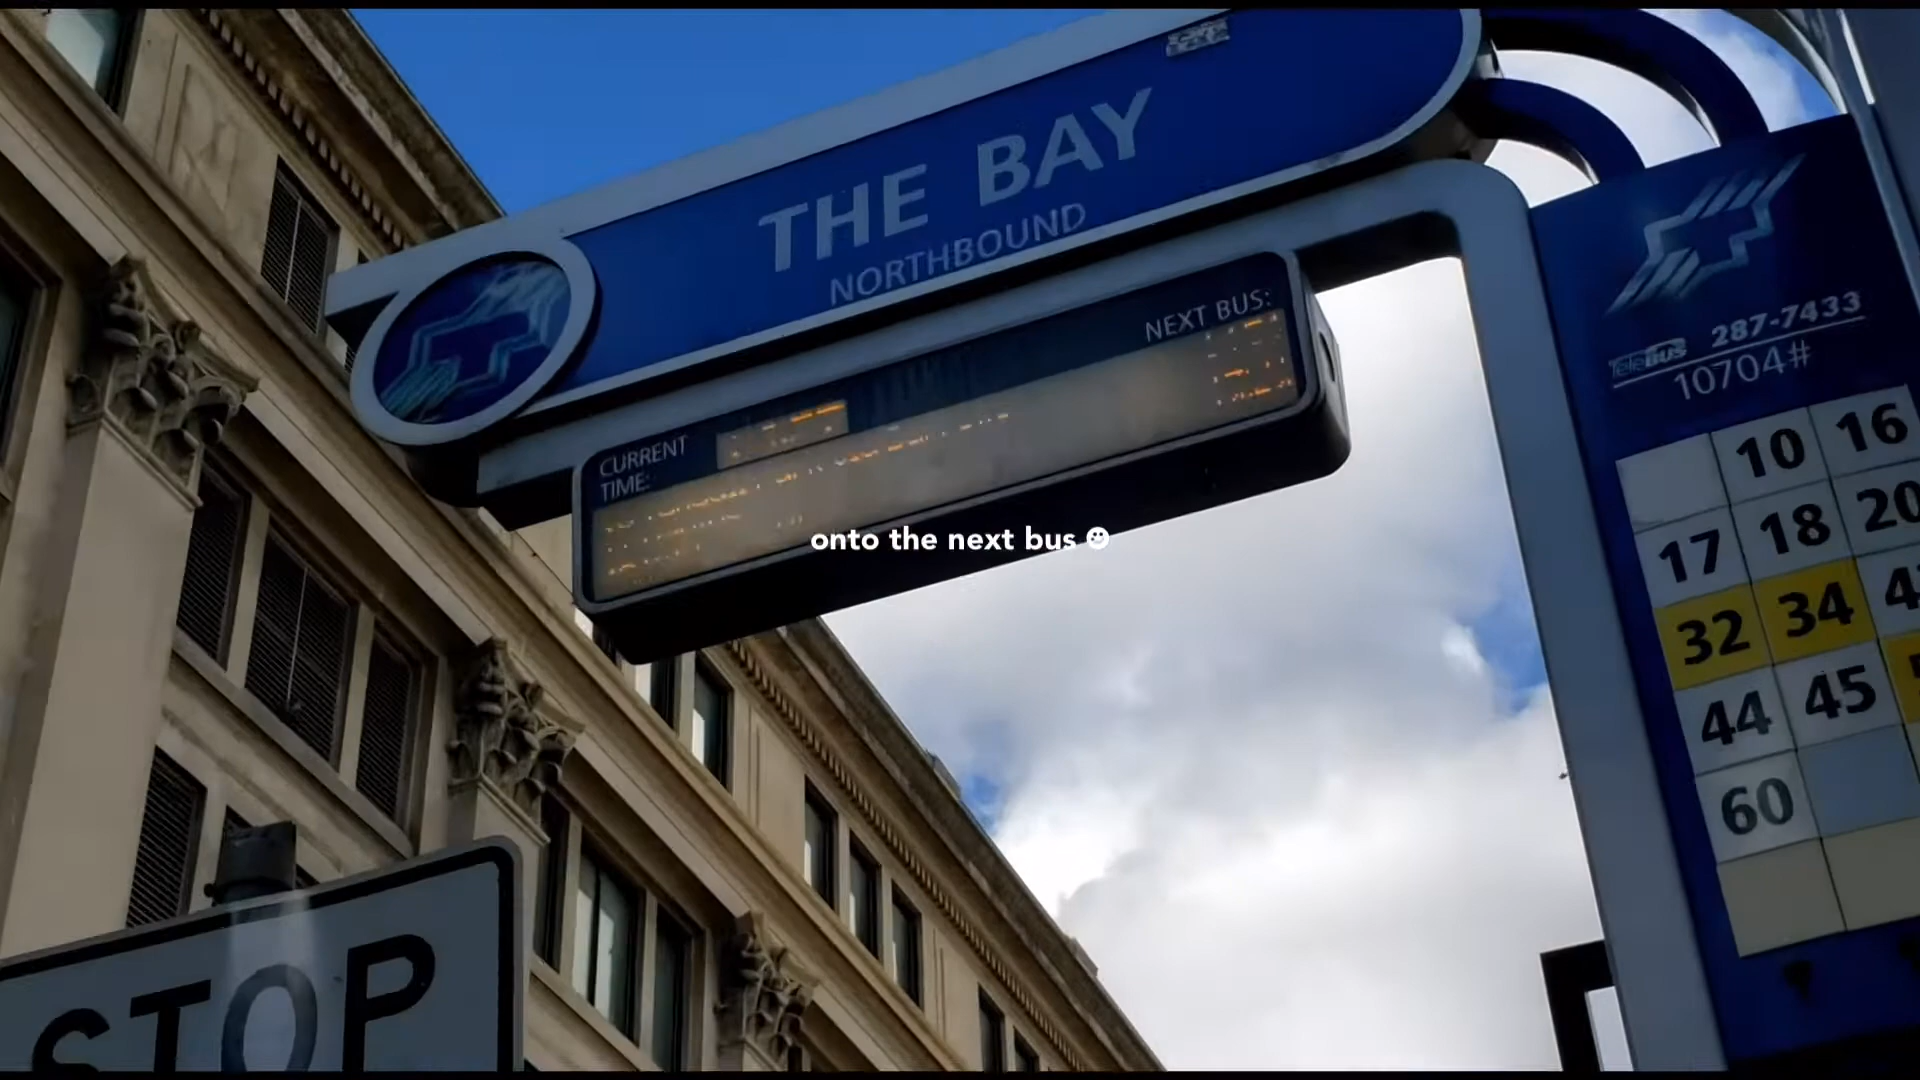 THE BAY
NORTHBOUND
NEXT BUS:
CURRENT
TIME:
onto the next bus ☻
TeleBUS 287-7433
10704#
10 16
17 18 20
32 34
44 45
60
STOP